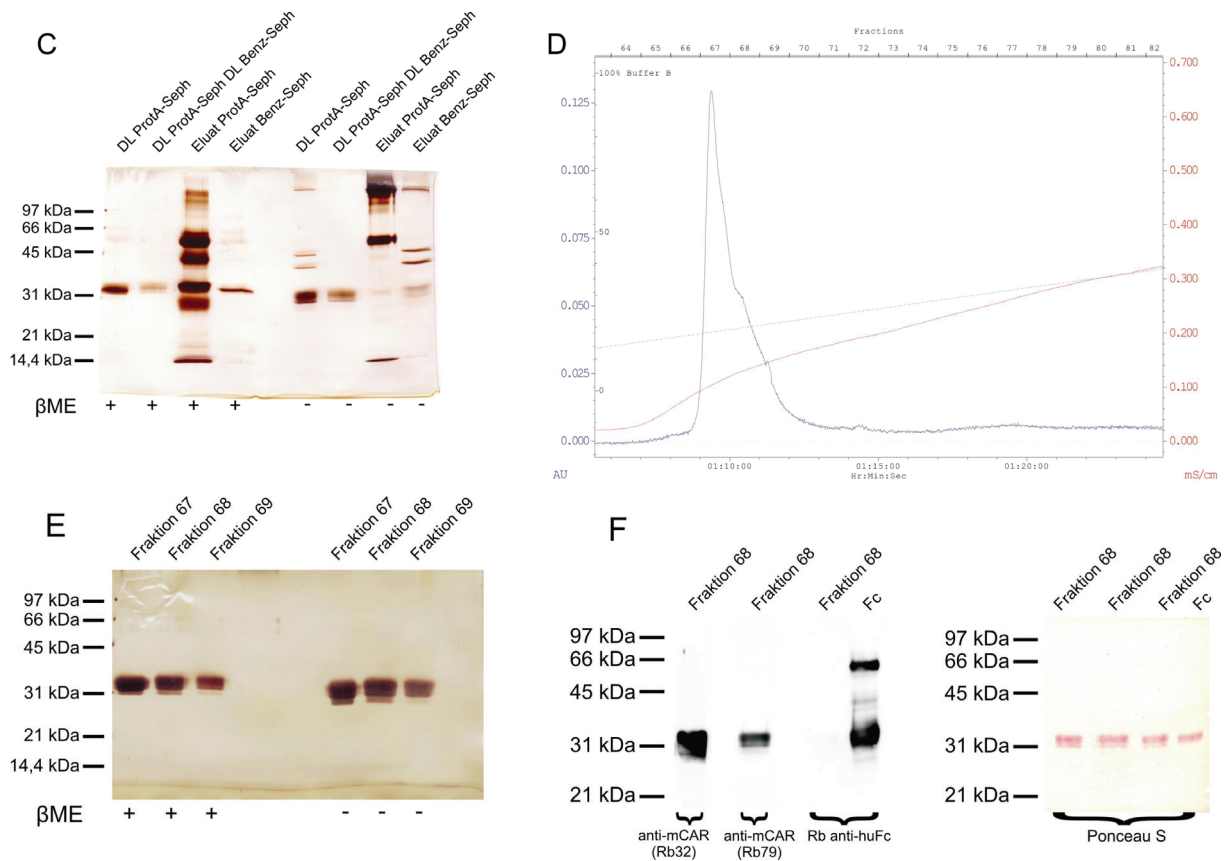 C
DL ProtA-Seph
DL ProtA-Seph DL Benz-Seph
Eluat ProtA-Seph
Eluat Benz-Seph
DL ProtA-Seph
DL ProtA-Seph DL Benz-Seph
Eluat ProtA-Seph
Eluat Benz-Seph
97 kDa
66 kDa
45 kDa
31 kDa
21 kDa
14,4 kDa
βME + + + + - - - -
D
Fractions
64 65 66 67 68 69 70 71 72 73 74 75 76 77 78 79 80 81 82
100% Buffer B
50
0
0.125
0.100
0.075
0.050
0.025
0.000
AU
0.700
0.600
0.500
0.400
0.300
0.200
0.100
0.000
mS/cm
01:10:00 01:15:00 01:20:00
Hr:Min:Sec
E
Fraktion 67
Fraktion 68
Fraktion 69
Fraktion 67
Fraktion 68
Fraktion 69
97 kDa
66 kDa
45 kDa
31 kDa
21 kDa
14,4 kDa
βME + + + - - -
F
Fraktion 68
Fraktion 68
Fraktion 68
Fc
97 kDa
66 kDa
45 kDa
31 kDa
21 kDa
anti-mCAR
(Rb32)
anti-mCAR
(Rb79)
Rb anti-huFc
Fraktion 68
Fraktion 68
Fraktion 68
Fc
97 kDa
66 kDa
45 kDa
31 kDa
21 kDa
Ponceau S